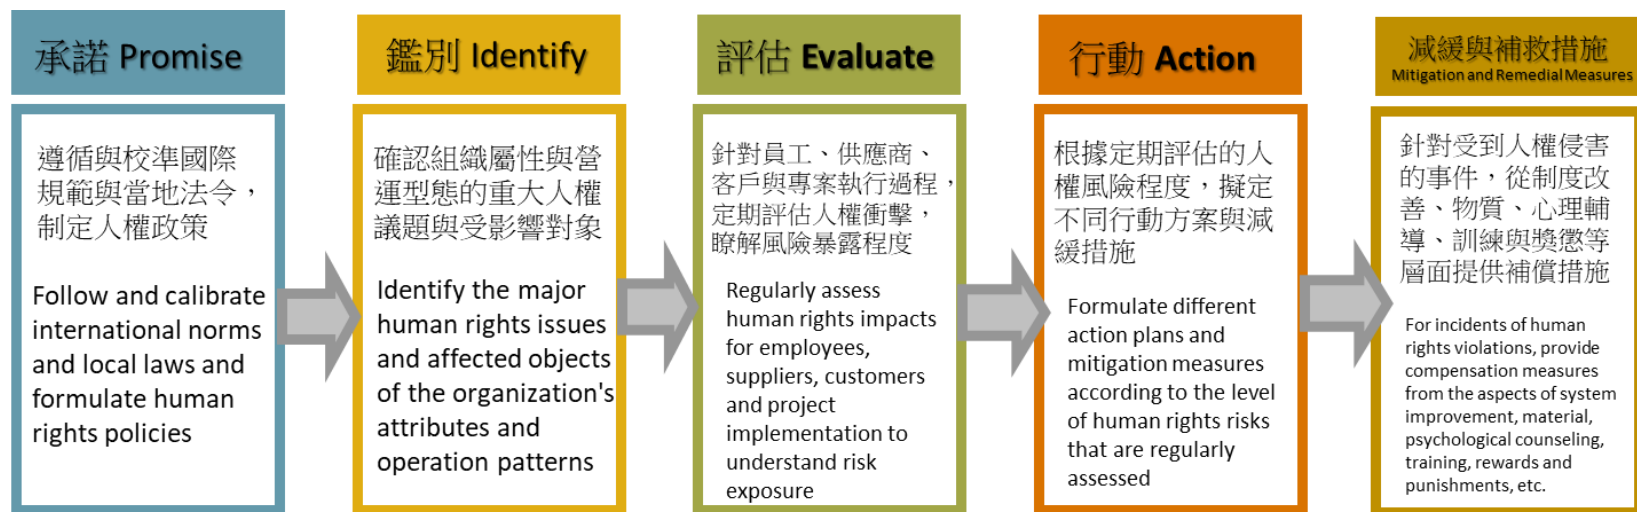 承諾 Promise
遵循與校準國際
規範與當地法令，
制定人權政策
Follow and calibrate
international norms
and local laws and
formulate human
rights policies
鑑別 Identify
確認組織屬性與營
運型態的重大人權
議題與受影響對象
Identify the major
human rights issues
and affected objects
of the organization's
attributes and
operation patterns
評估 Evaluate
針對員工、供應商、
客戶與專案執行過程，
定期評估人權衝擊，
瞭解風險暴露程度
Regularly assess
human rights impacts
for employees,
suppliers, customers
and project
implementation to
understand risk
exposure
行動 Action
根據定期評估的人
權風險程度，擬定
不同行動方案與減
緩措施
Formulate different
action plans and
mitigation measures
according to the level
of human rights risks
that are regularly
assessed
減緩與補救措施
Mitigation and Remedial Measures
針對受到人權侵害
的事件，從制度改
善、物質、心理輔
導、訓練與獎懲等
層面提供補償措施
For incidents of human
rights violations, provide
compensation measures
from the aspects of system
improvement, material,
psychological counseling,
training, rewards and
punishments, etc.